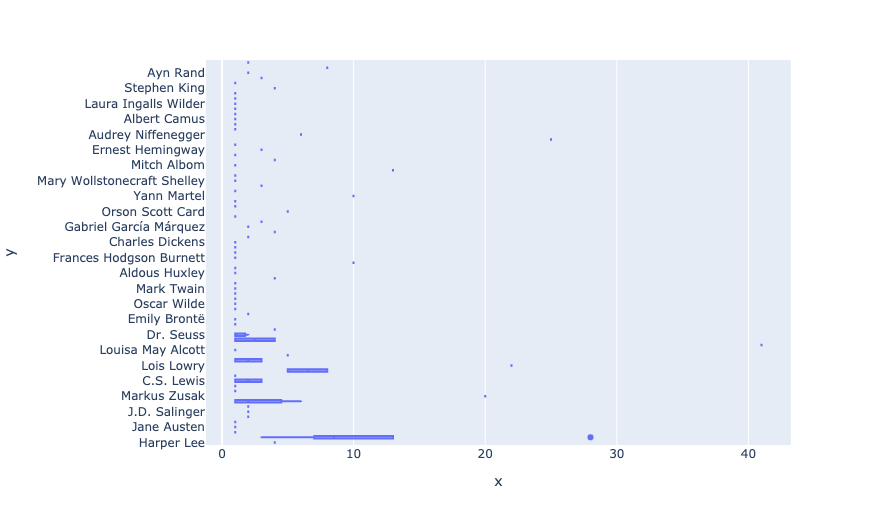 Ayn Rand
Stephen King
Laura Ingalls Wilder
Albert Camus
Audrey Niffenegger
Ernest Hemingway
Mitch Albom
Mary Wollstonecraft Shelley
Yann Martel
Orson Scott Card
Gabriel García Márquez
Charles Dickens
Frances Hodgson Burnett
Aldous Huxley
Mark Twain
Oscar Wilde
Emily Brontë
Dr. Seuss
Louisa May Alcott
Lois Lowry
C.S. Lewis
Markus Zusak
J.D. Salinger
Jane Austen
Harper Lee
y
0 10 20 30 40
x